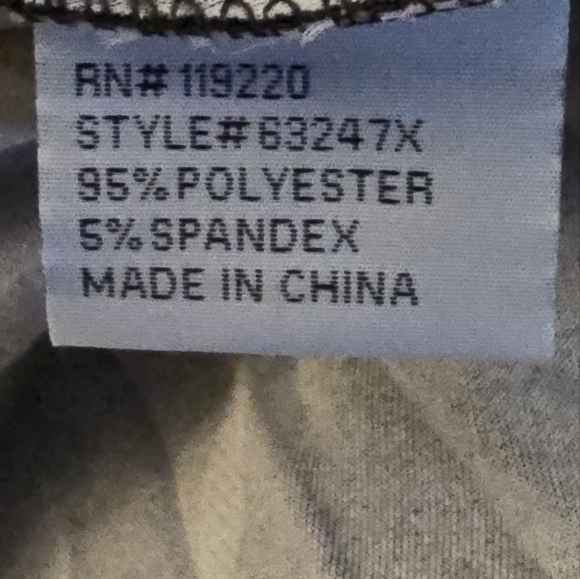 RN# 119220
STYLE# 63247X
95% POLYESTER
5% SPANDEX
MADE IN CHINA